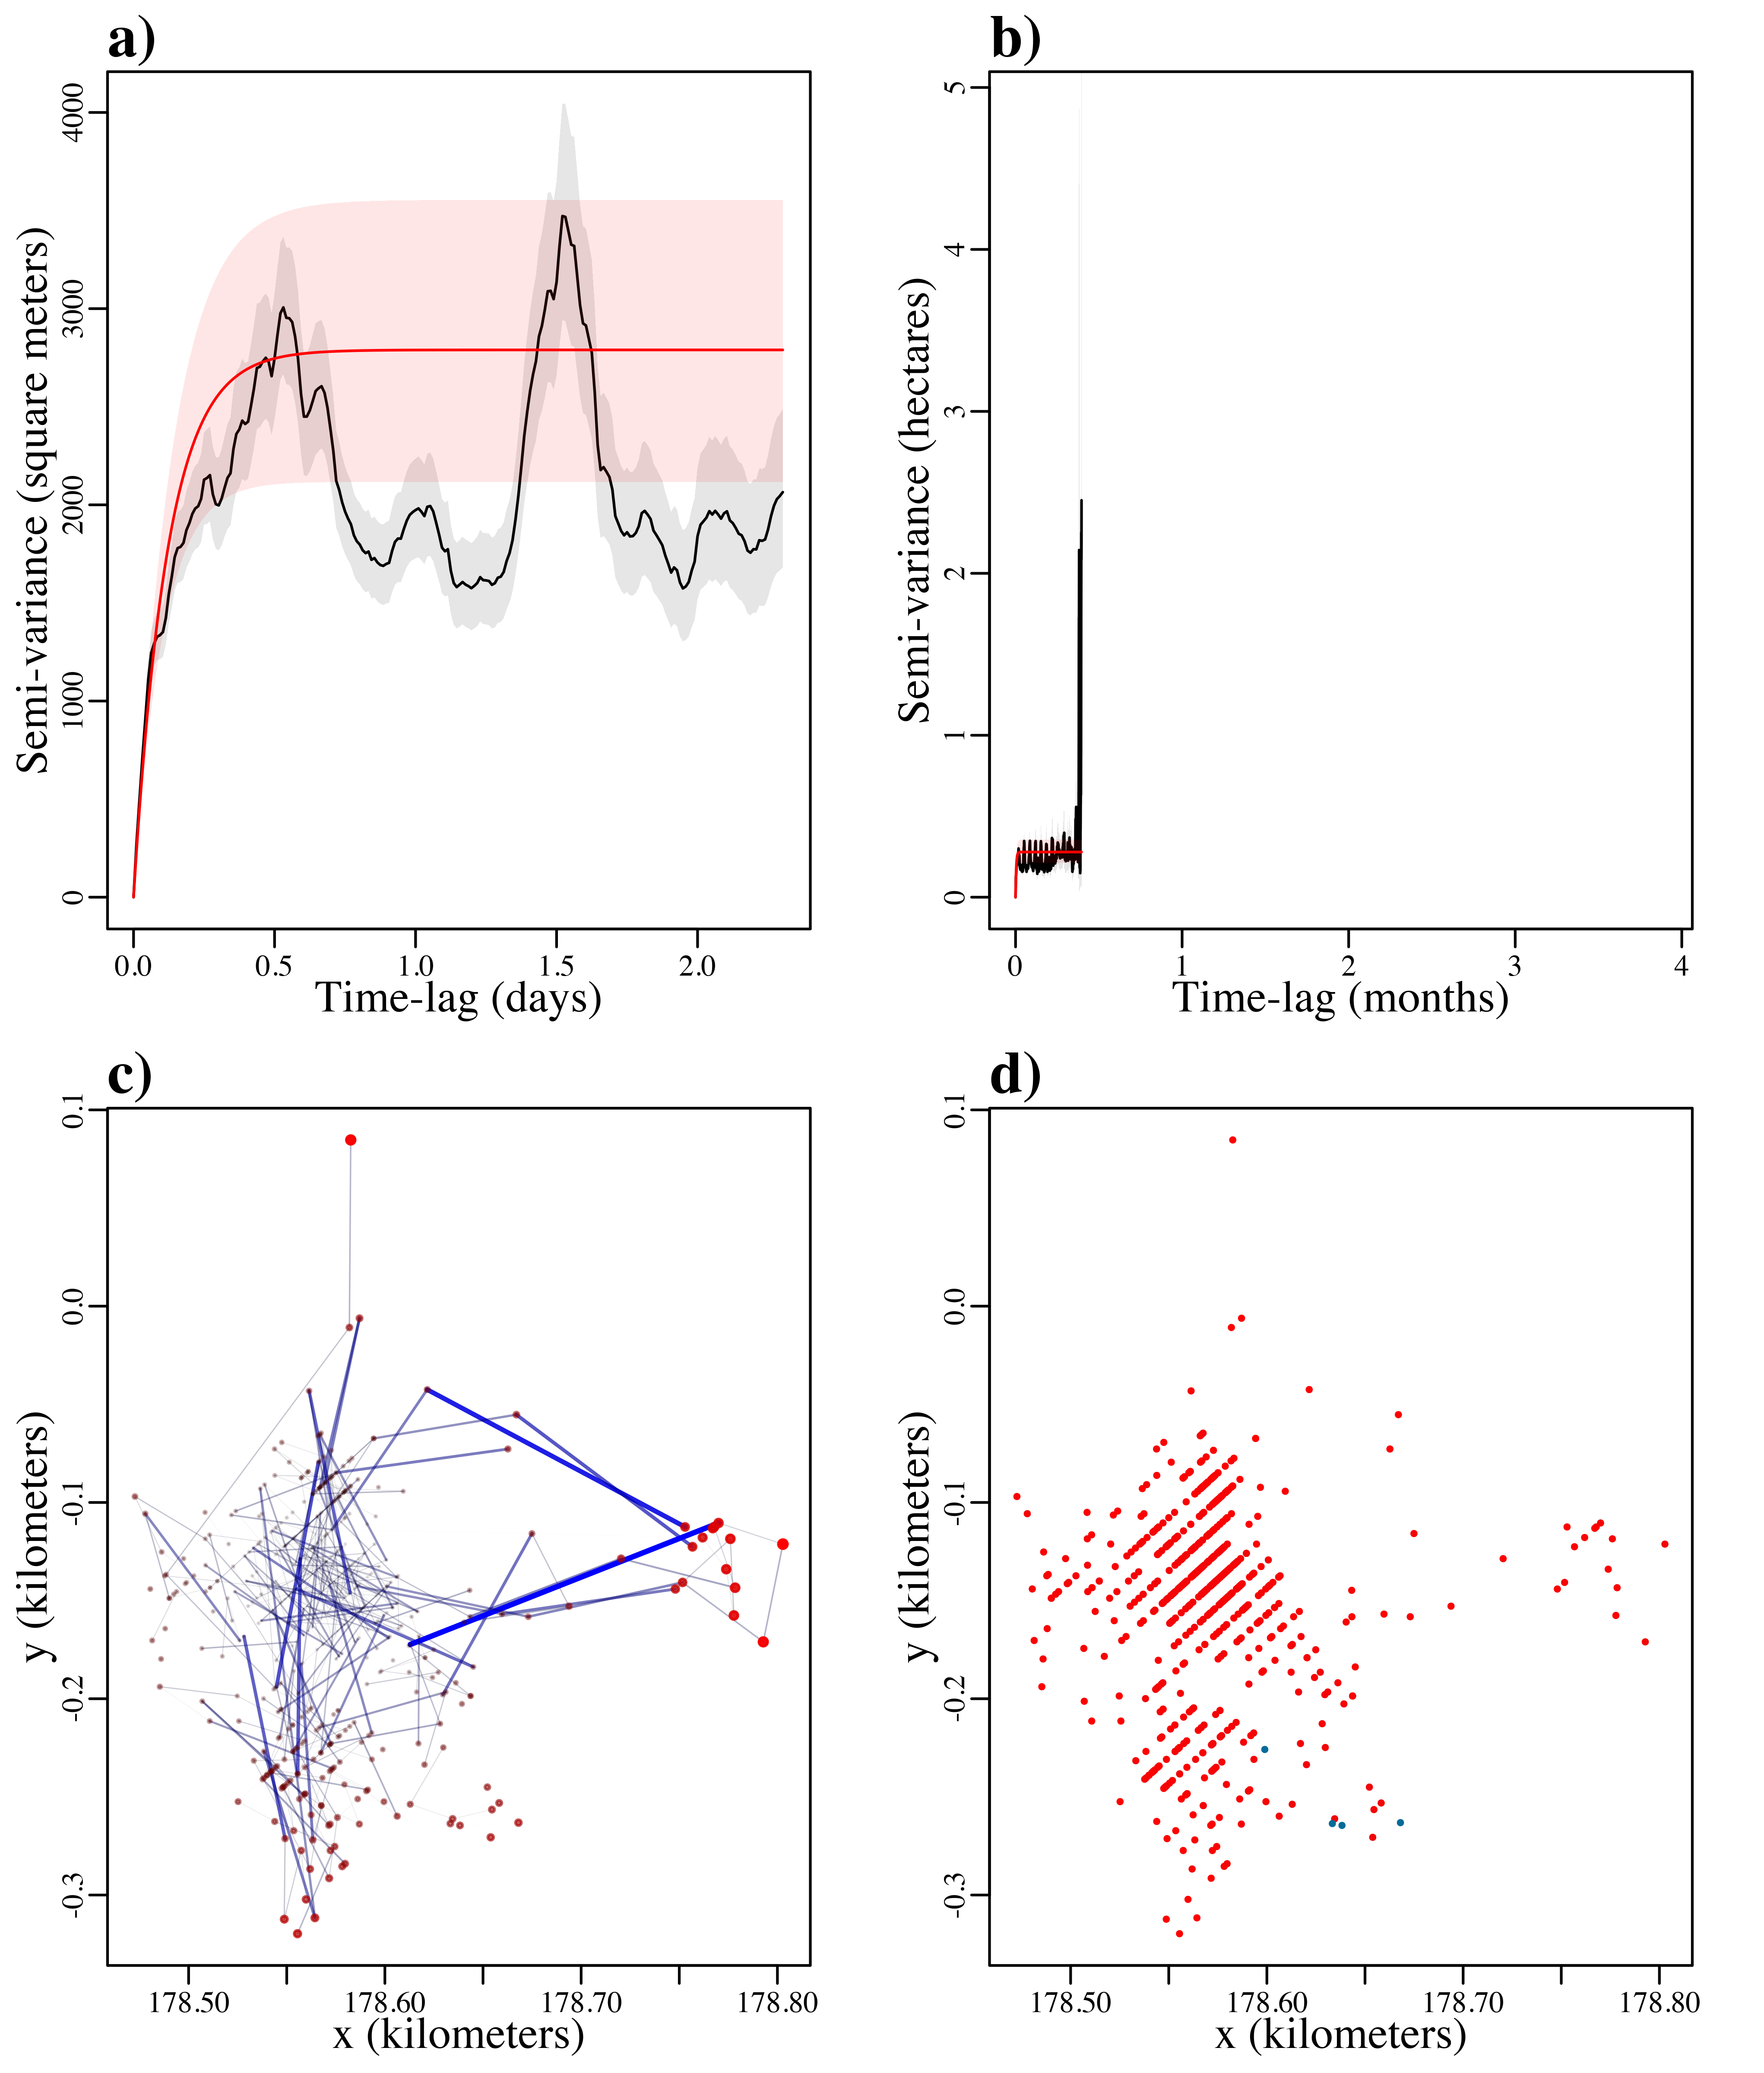 a)
Semi-variance (square meters)
4000
3000
2000
1000
0
0.0 0.5 1.0 1.5 2.0
Time-lag (days)
b)
Semi-variance (hectares)
5
4
3
2
1
0
0 1 2 3 4
Time-lag (months)
c)
y (kilometers)
0.1
0.0
-0.1
-0.2
-0.3
178.50 178.60 178.70 178.80
x (kilometers)
d)
y (kilometers)
0.1
0.0
-0.1
-0.2
-0.3
178.50 178.60 178.70 178.80
x (kilometers)